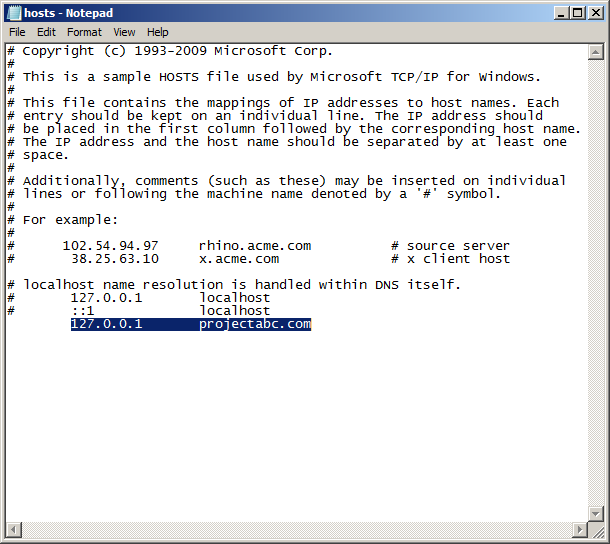 hosts - Notepad
File Edit Format View Help
# Copyright (c) 1993-2009 Microsoft Corp.
#
# This is a sample HOSTS file used by Microsoft TCP/IP for Windows.
#
# This file contains the mappings of IP addresses to host names. Each
# entry should be kept on an individual line. The IP address should
# be placed in the first column followed by the corresponding host name.
# The IP address and the host name should be separated by at least one
# space.
#
# Additionally, comments (such as these) may be inserted on individual
# lines or following the machine name denoted by a '#' symbol.
#
# For example:
#
#      102.54.94.97     rhino.acme.com          # source server
#       38.25.63.10     x.acme.com              # x client host

# localhost name resolution is handled within DNS itself.
#       127.0.0.1       localhost
#       ::1             localhost
        127.0.0.1       projectabc.com